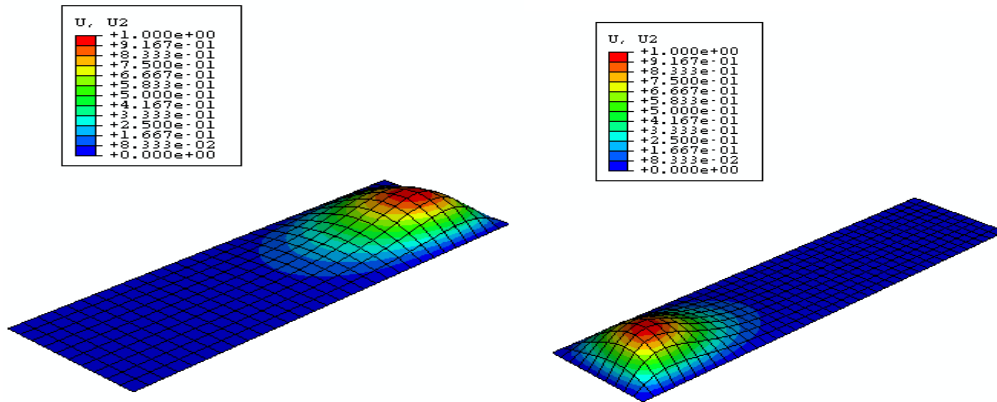 U, U2
+1.000e+00
+9.167e-01
+8.333e-01
+7.500e-01
+6.667e-01
+5.833e-01
+5.000e-01
+4.167e-01
+3.333e-01
+2.500e-01
+1.667e-01
+8.333e-02
+0.000e+00
U, U2
+1.000e+00
+9.167e-01
+8.333e-01
+7.500e-01
+6.667e-01
+5.833e-01
+5.000e-01
+4.167e-01
+3.333e-01
+2.500e-01
+1.667e-01
+8.333e-02
+0.000e+00